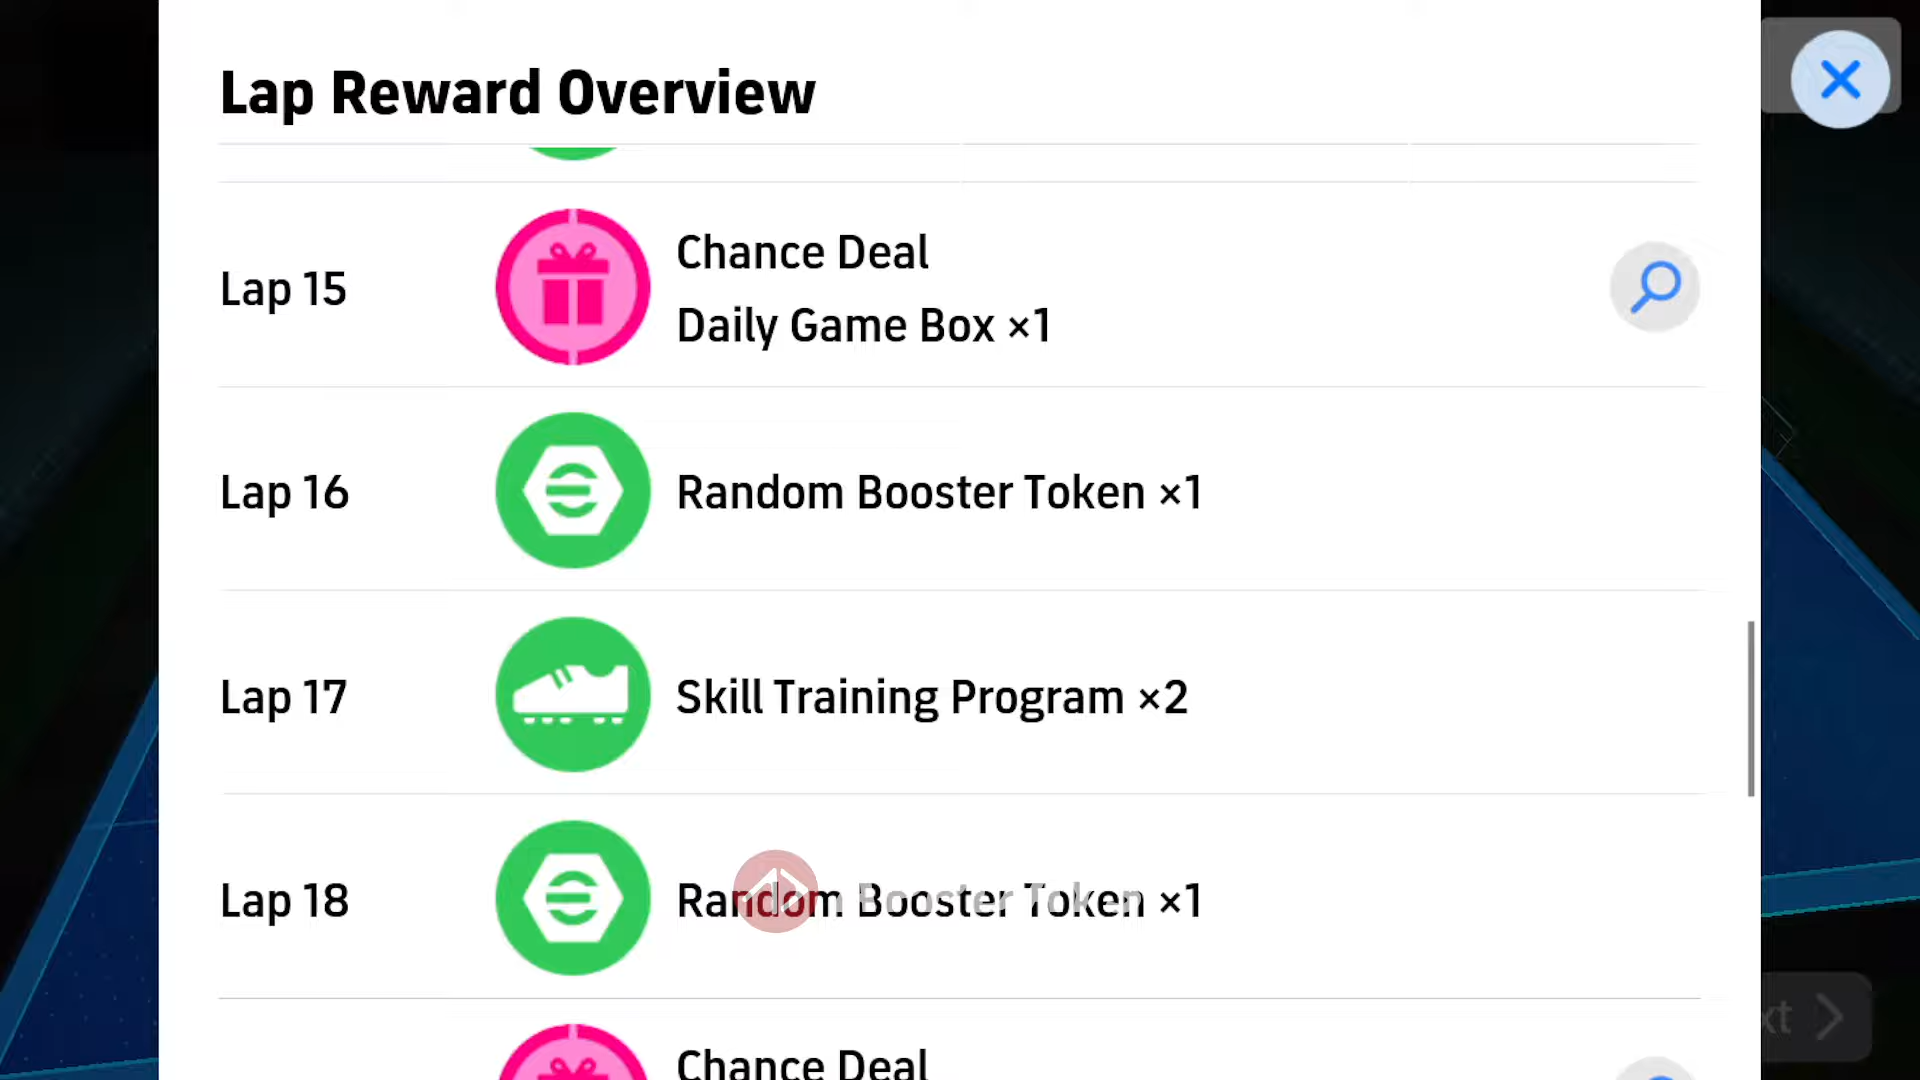 Lap Reward Overview
Lap 15
Chance Deal
Daily Game Box ×1
Lap 16
Random Booster Token ×1
Lap 17
Skill Training Program ×2
Lap 18
Random Booster Token ×1
Chance Deal